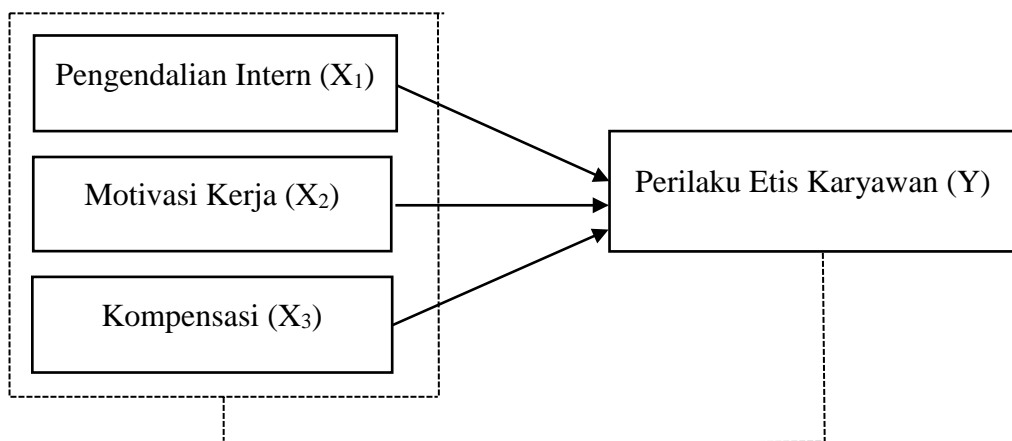 Pengendalian Intern (X₁)
Motivasi Kerja (X₂)
Kompensasi (X₃)
Perilaku Etis Karyawan (Y)